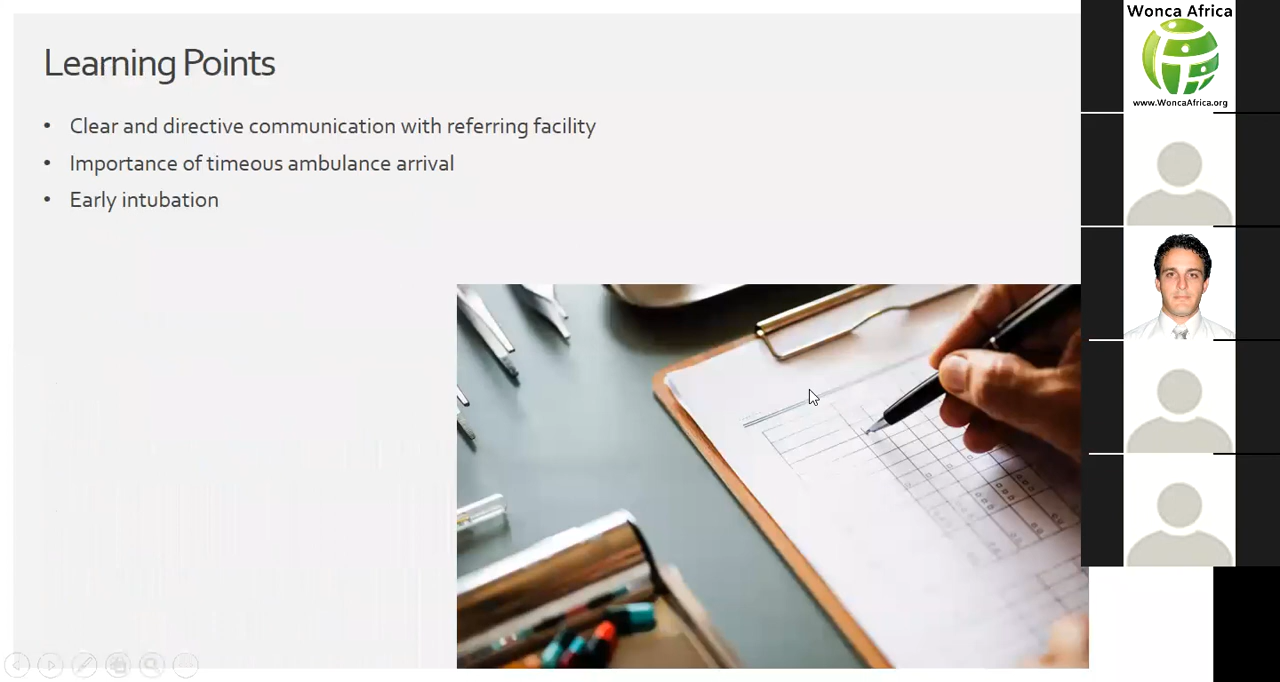 Learning Points
• Clear and directive communication with referring facility
• Importance of timeous ambulance arrival
• Early intubation
Wonca Africa
www.WoncaAfrica.org